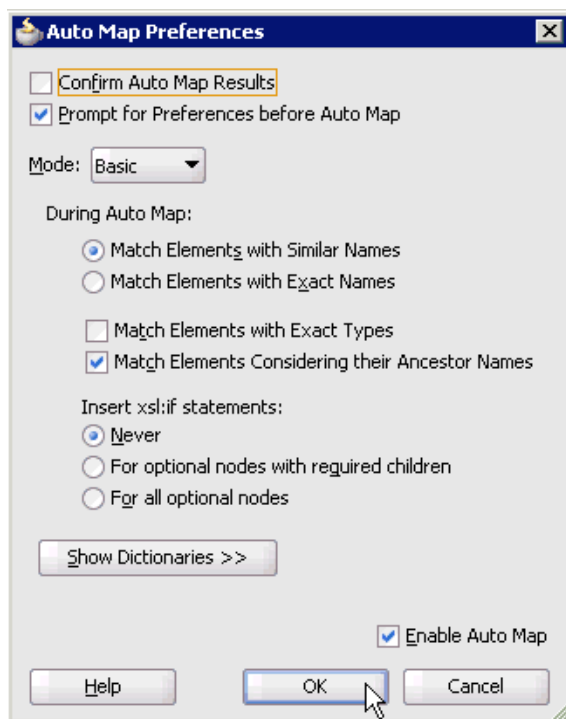 Auto Map Preferences
Confirm Auto Map Results
Prompt for Preferences before Auto Map
Mode: Basic
During Auto Map:
Match Elements with Similar Names
Match Elements with Exact Names
Match Elements with Exact Types
Match Elements Considering their Ancestor Names
Insert xsl:if statements:
Never
For optional nodes with required children
For all optional nodes
Show Dictionaries >>
Enable Auto Map
Help OK Cancel